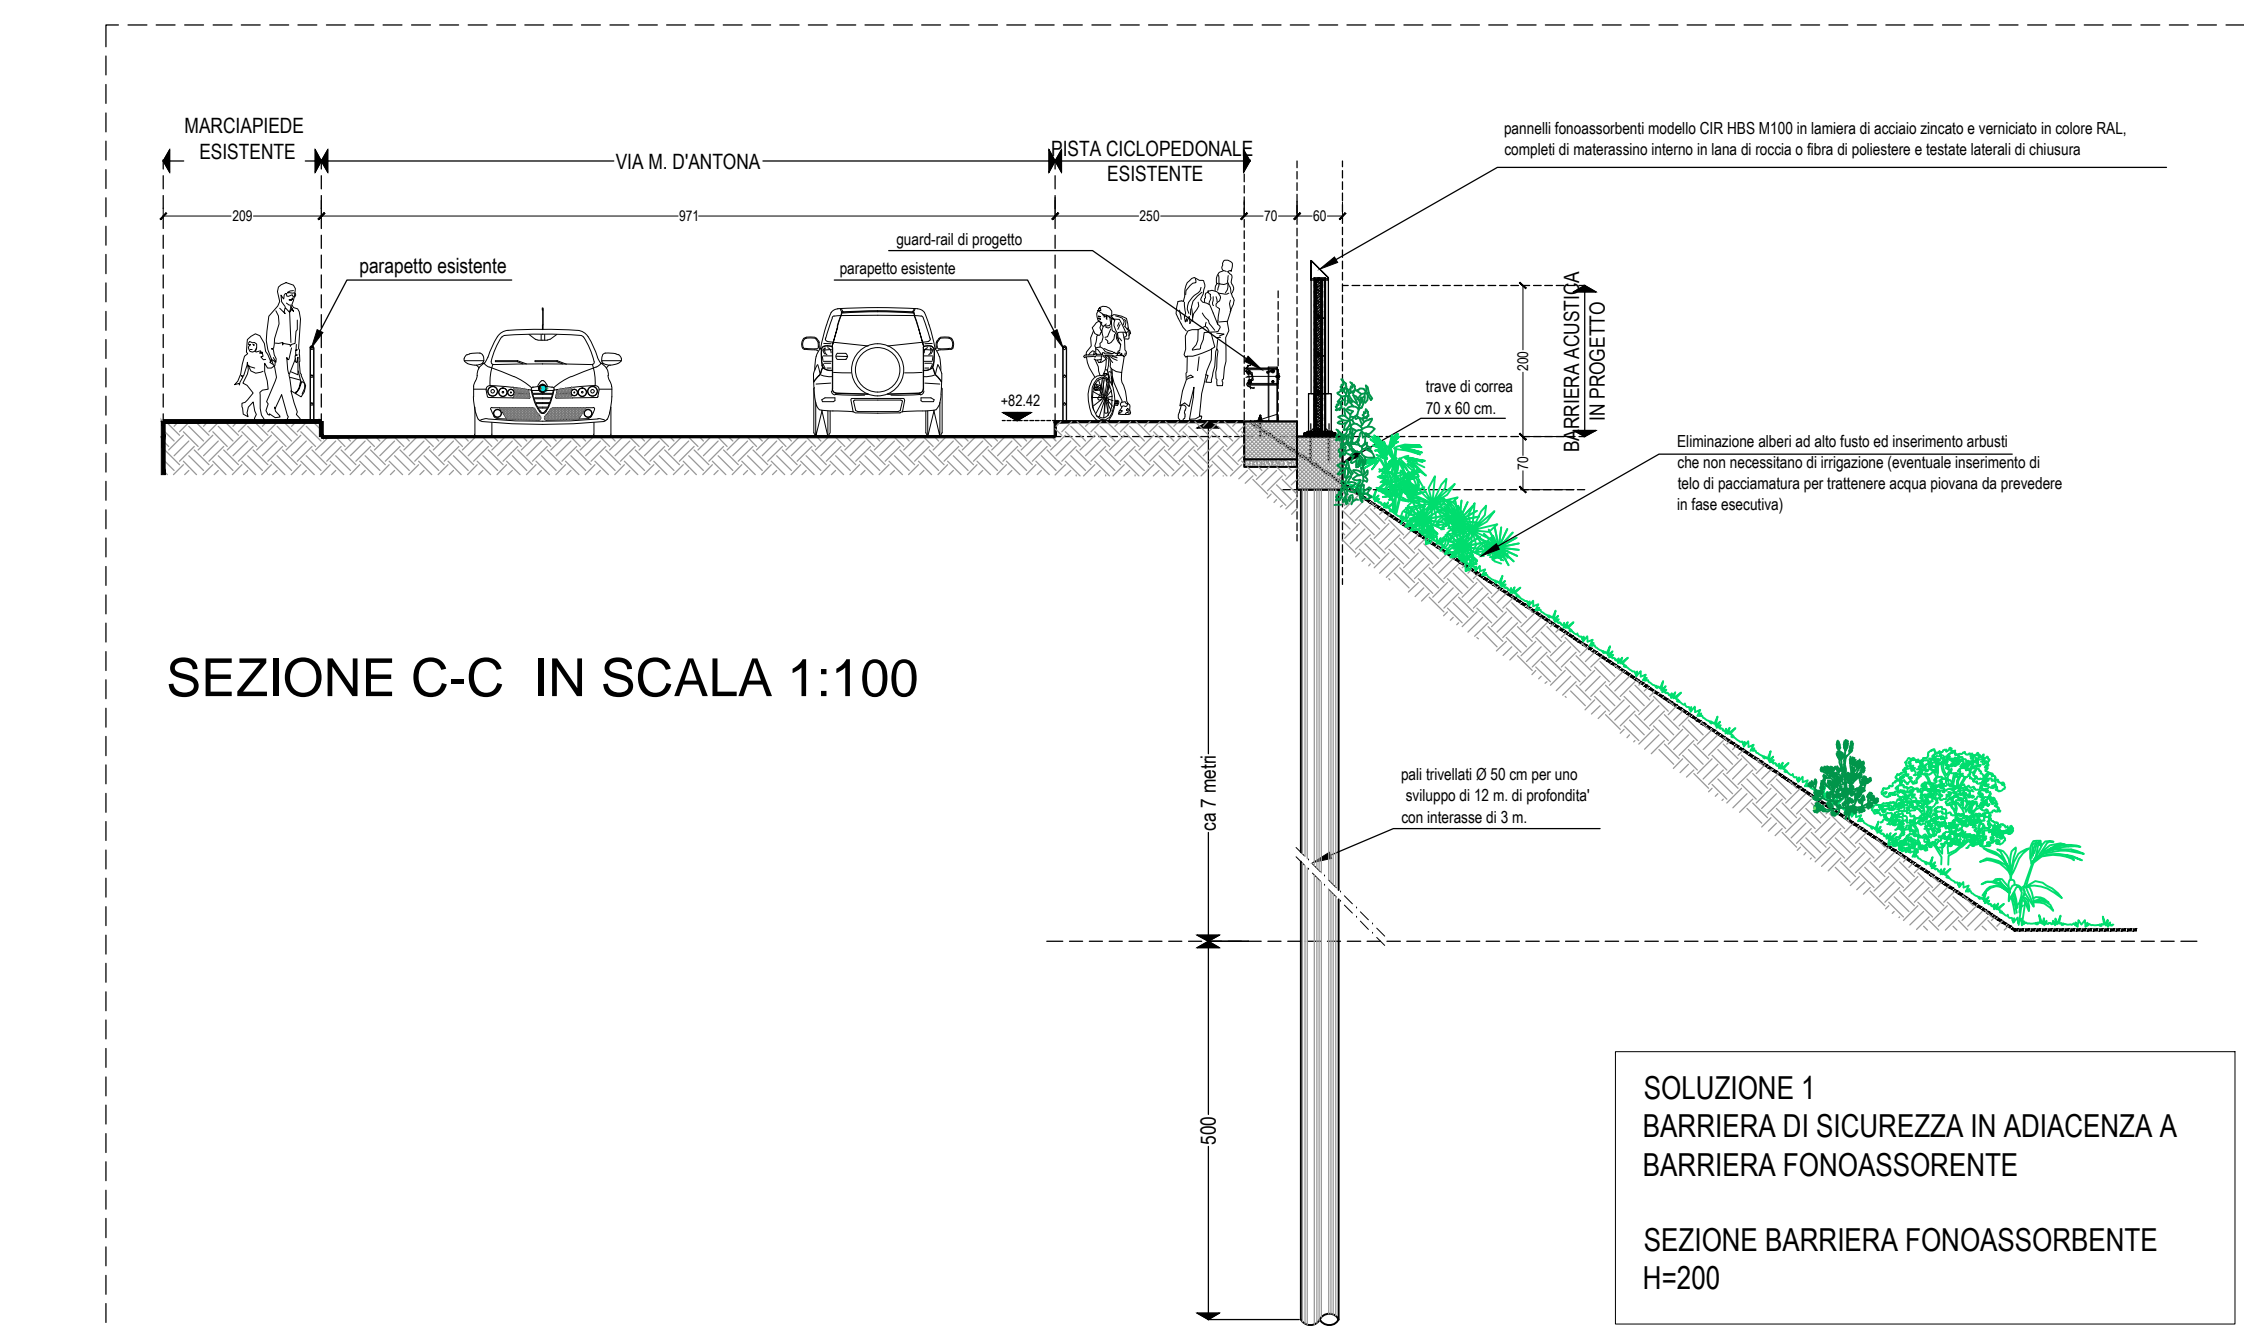 MARCIAPIEDE
ESISTENTE
VIA M. D'ANTONA
PISTA CICLOPEDONALE
ESISTENTE
pannelli fonoassorbenti modello CIR HBS M100 in lamiera di acciaio zincato e verniciato in colore RAL,
completi di materassino interno in lana di roccia o fibra di poliestere e testate laterali di chiusura
209
971
250
70
60
guard-rail di progetto
parapetto esistente
parapetto esistente
+82.42
BARRIERA ACUSTICA
IN PROGETTO
200
70
trave di correa
70 x 60 cm.
Eliminazione alberi ad alto fusto ed inserimento arbusti
che non necessitano di irrigazione (eventuale inserimento di
telo di pacciamatura per trattenere acqua piovana da prevedere
in fase esecutiva)
SEZIONE C-C IN SCALA 1:100
ca 7 metri
pali trivellati Ø 50 cm per uno
sviluppo di 12 m. di profondita'
con interasse di 3 m.
500
SOLUZIONE 1
BARRIERA DI SICUREZZA IN ADIACENZA A
BARRIERA FONOASSORENTE
SEZIONE BARRIERA FONOASSORBENTE
H=200